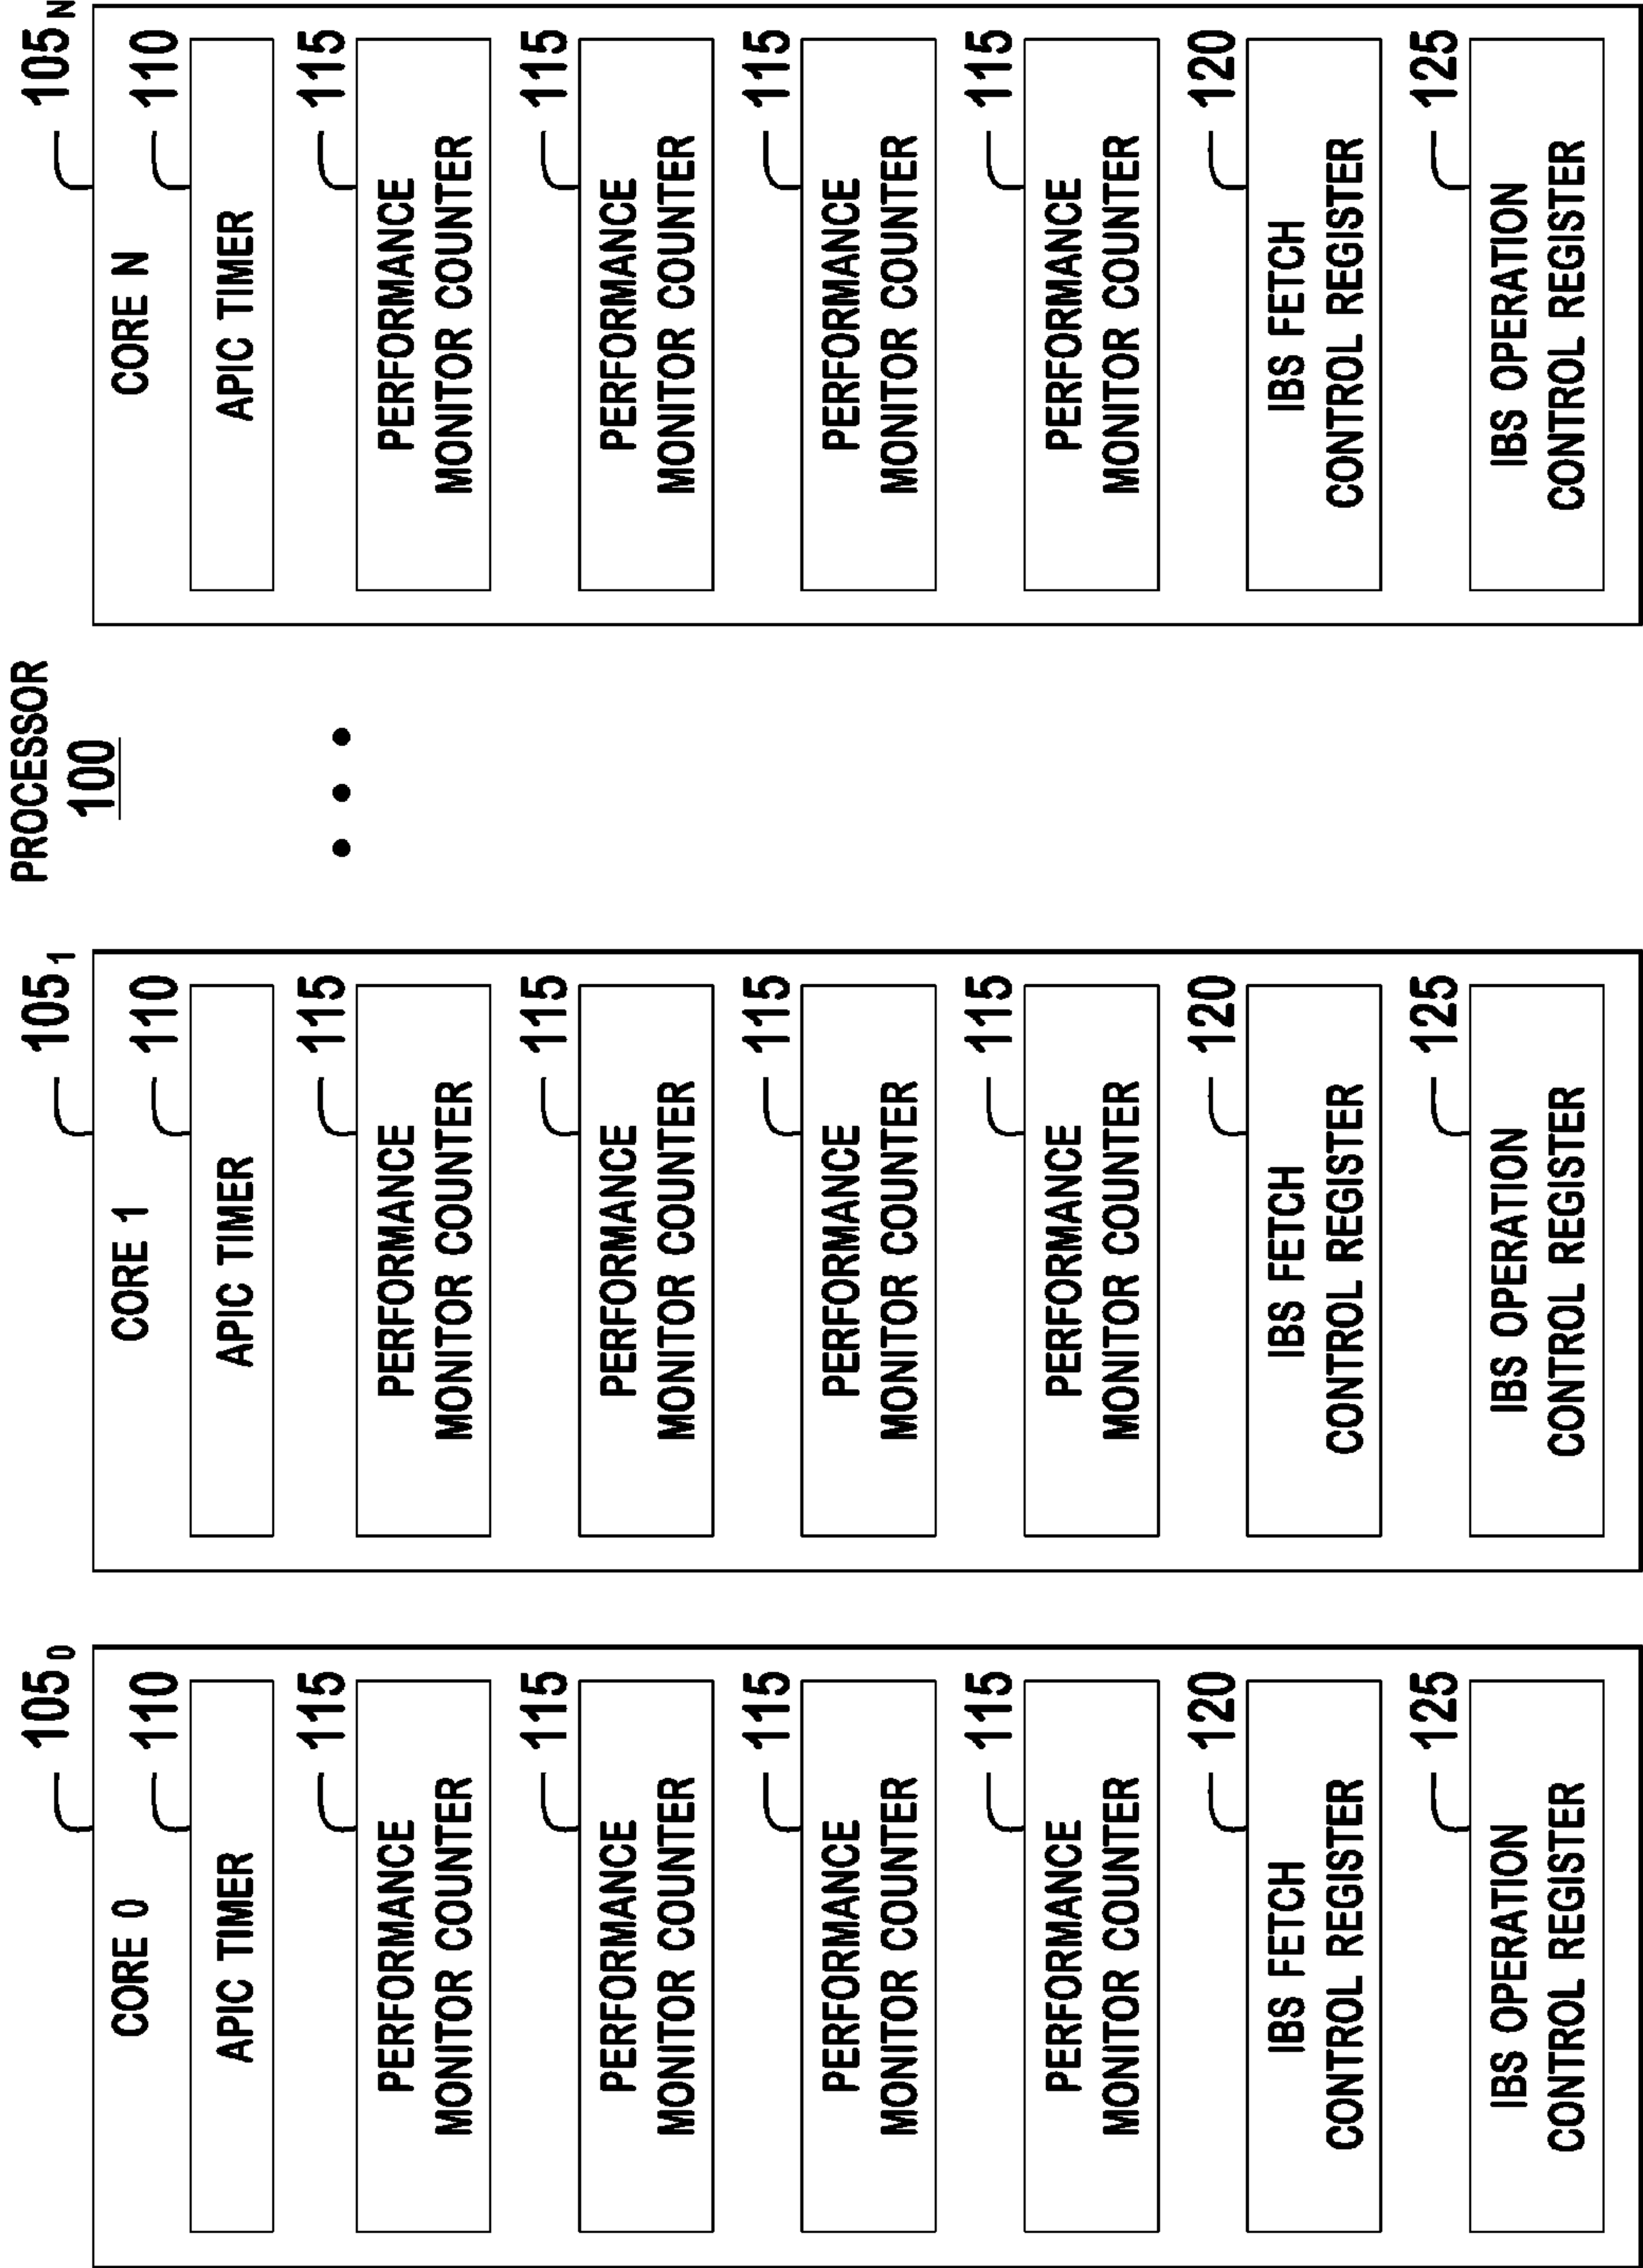 PROCESSOR
100
105₀
CORE 0
110
APIC TIMER
115
PERFORMANCE
MONITOR COUNTER
115
PERFORMANCE
MONITOR COUNTER
115
PERFORMANCE
MONITOR COUNTER
115
PERFORMANCE
MONITOR COUNTER
120
IBS FETCH
CONTROL REGISTER
125
IBS OPERATION
CONTROL REGISTER
105₁
CORE 1
110
APIC TIMER
115
PERFORMANCE
MONITOR COUNTER
115
PERFORMANCE
MONITOR COUNTER
115
PERFORMANCE
MONITOR COUNTER
115
PERFORMANCE
MONITOR COUNTER
120
IBS FETCH
CONTROL REGISTER
125
IBS OPERATION
CONTROL REGISTER
• • •
105N
CORE N
110
APIC TIMER
115
PERFORMANCE
MONITOR COUNTER
115
PERFORMANCE
MONITOR COUNTER
115
PERFORMANCE
MONITOR COUNTER
115
PERFORMANCE
MONITOR COUNTER
120
IBS FETCH
CONTROL REGISTER
125
IBS OPERATION
CONTROL REGISTER